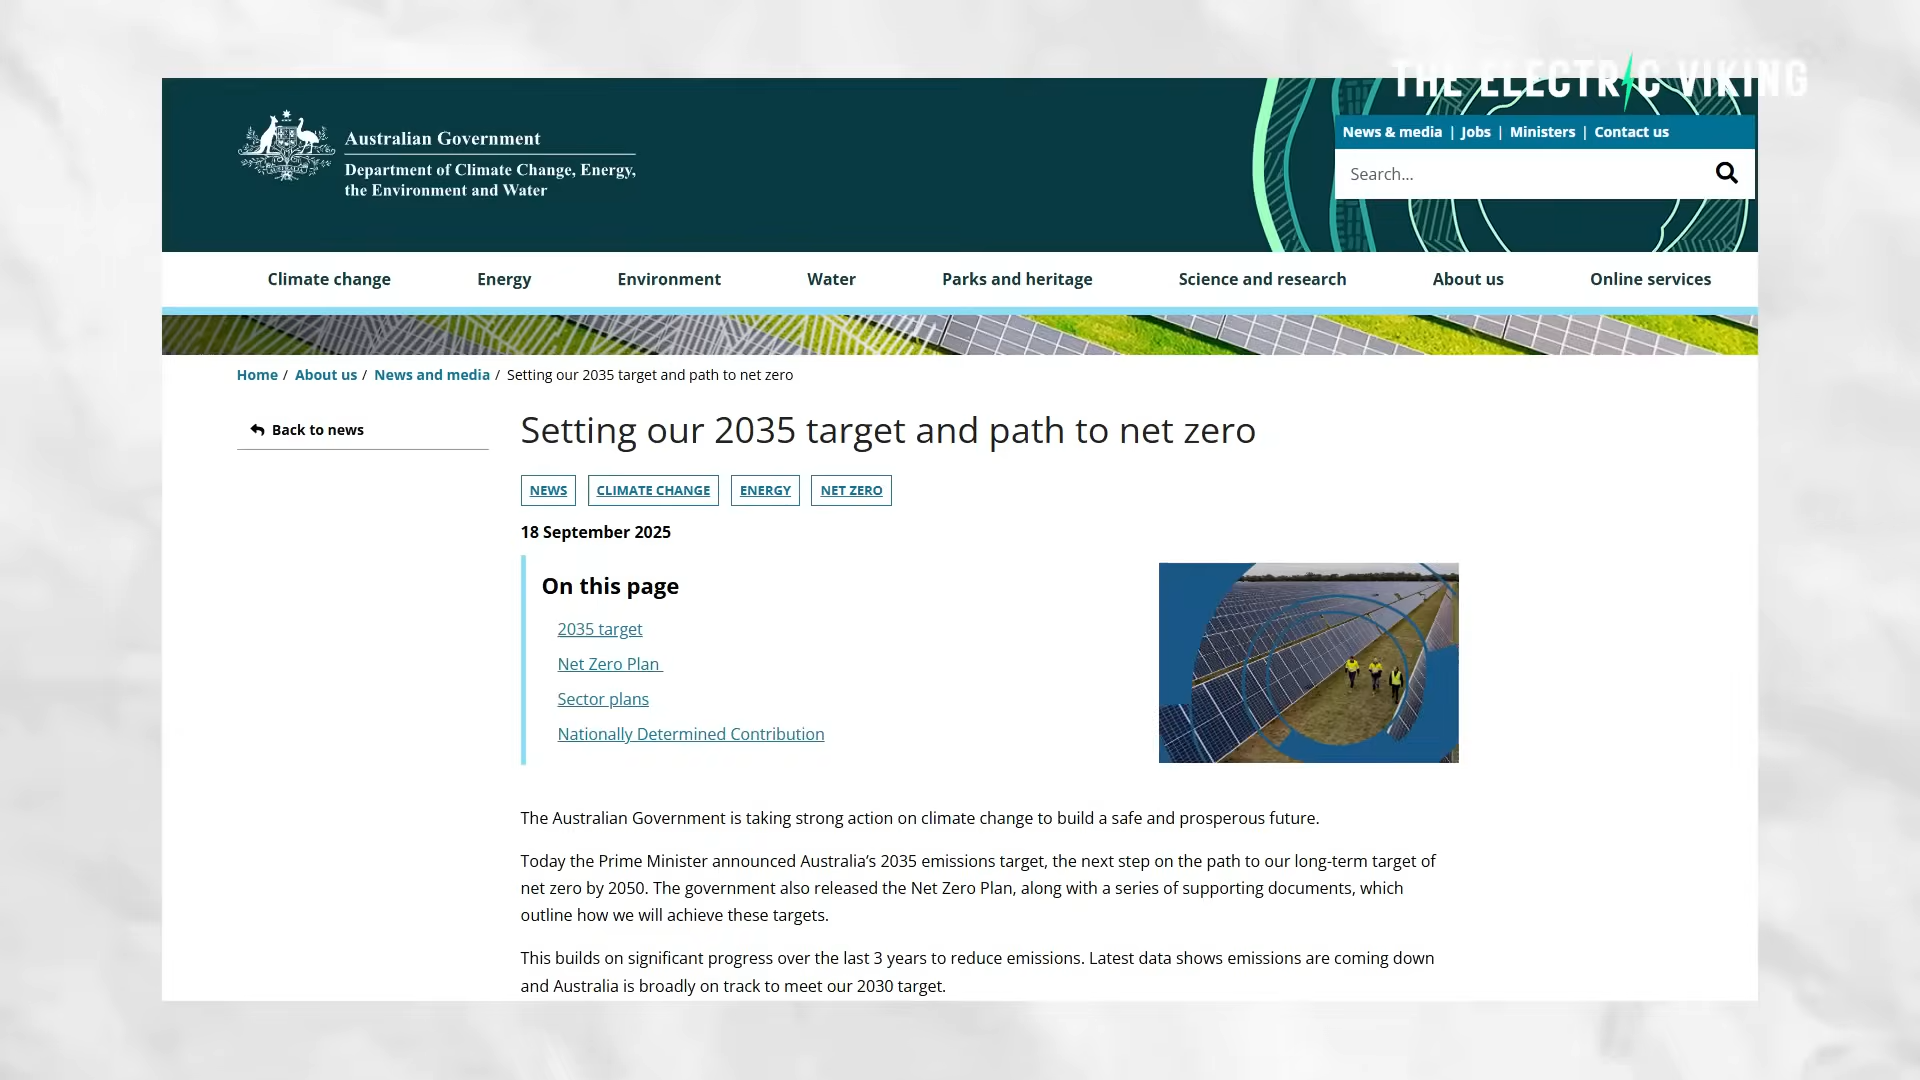 THE ELECTRIC VIKING
Australian Government
Department of Climate Change, Energy,
the Environment and Water
News & media | Jobs | Ministers | Contact us
Search...
Climate change
Energy
Environment
Water
Parks and heritage
Science and research
About us
Online services
Home / About us / News and media / Setting our 2035 target and path to net zero
Back to news
Setting our 2035 target and path to net zero
NEWS
CLIMATE CHANGE
ENERGY
NET ZERO
18 September 2025
On this page
2035 target
Net Zero Plan
Sector plans
Nationally Determined Contribution
The Australian Government is taking strong action on climate change to build a safe and prosperous future.
Today the Prime Minister announced Australia’s 2035 emissions target, the next step on the path to our long-term target of
net zero by 2050. The government also released the Net Zero Plan, along with a series of supporting documents, which
outline how we will achieve these targets.
This builds on significant progress over the last 3 years to reduce emissions. Latest data shows emissions are coming down
and Australia is broadly on track to meet our 2030 target.